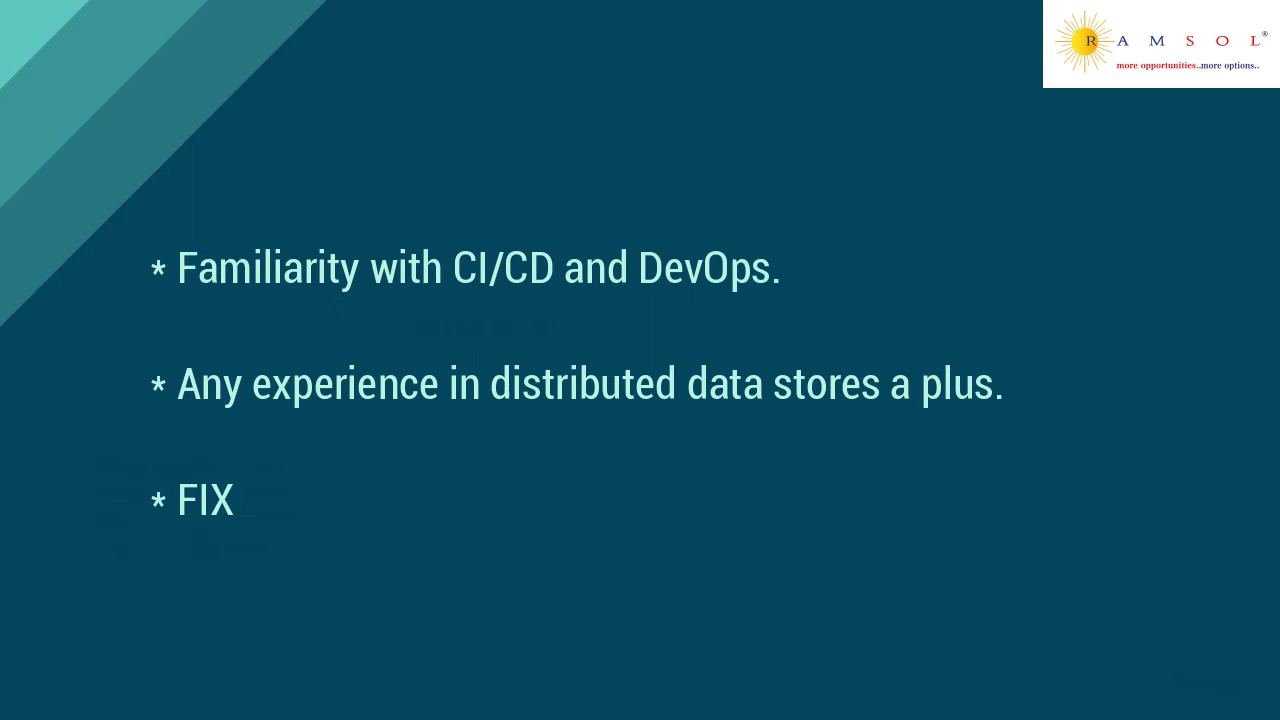 R A M S O L®
more opportunities..more options..
* Familiarity with CI/CD and DevOps.
* Any experience in distributed data stores a plus.
* FIX